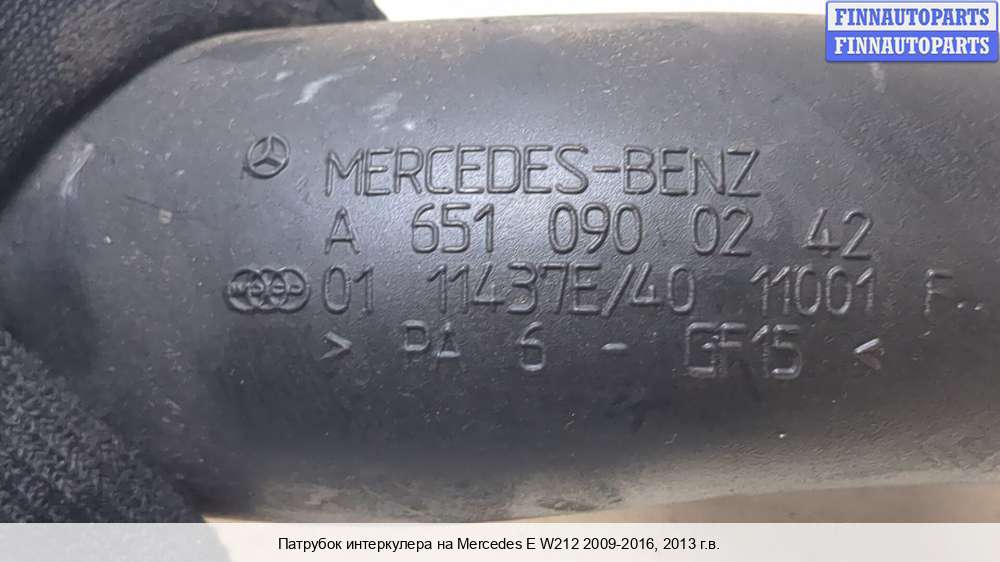 FINNAUTOPARTS
FINNAUTOPARTS
MERCEDES-BENZ
A 651 090 02 42
01 11437E/40 11001 F..
> PA 6 - GF15 <
Патрубок интеркулера на Mercedes E W212 2009-2016, 2013 г.в.